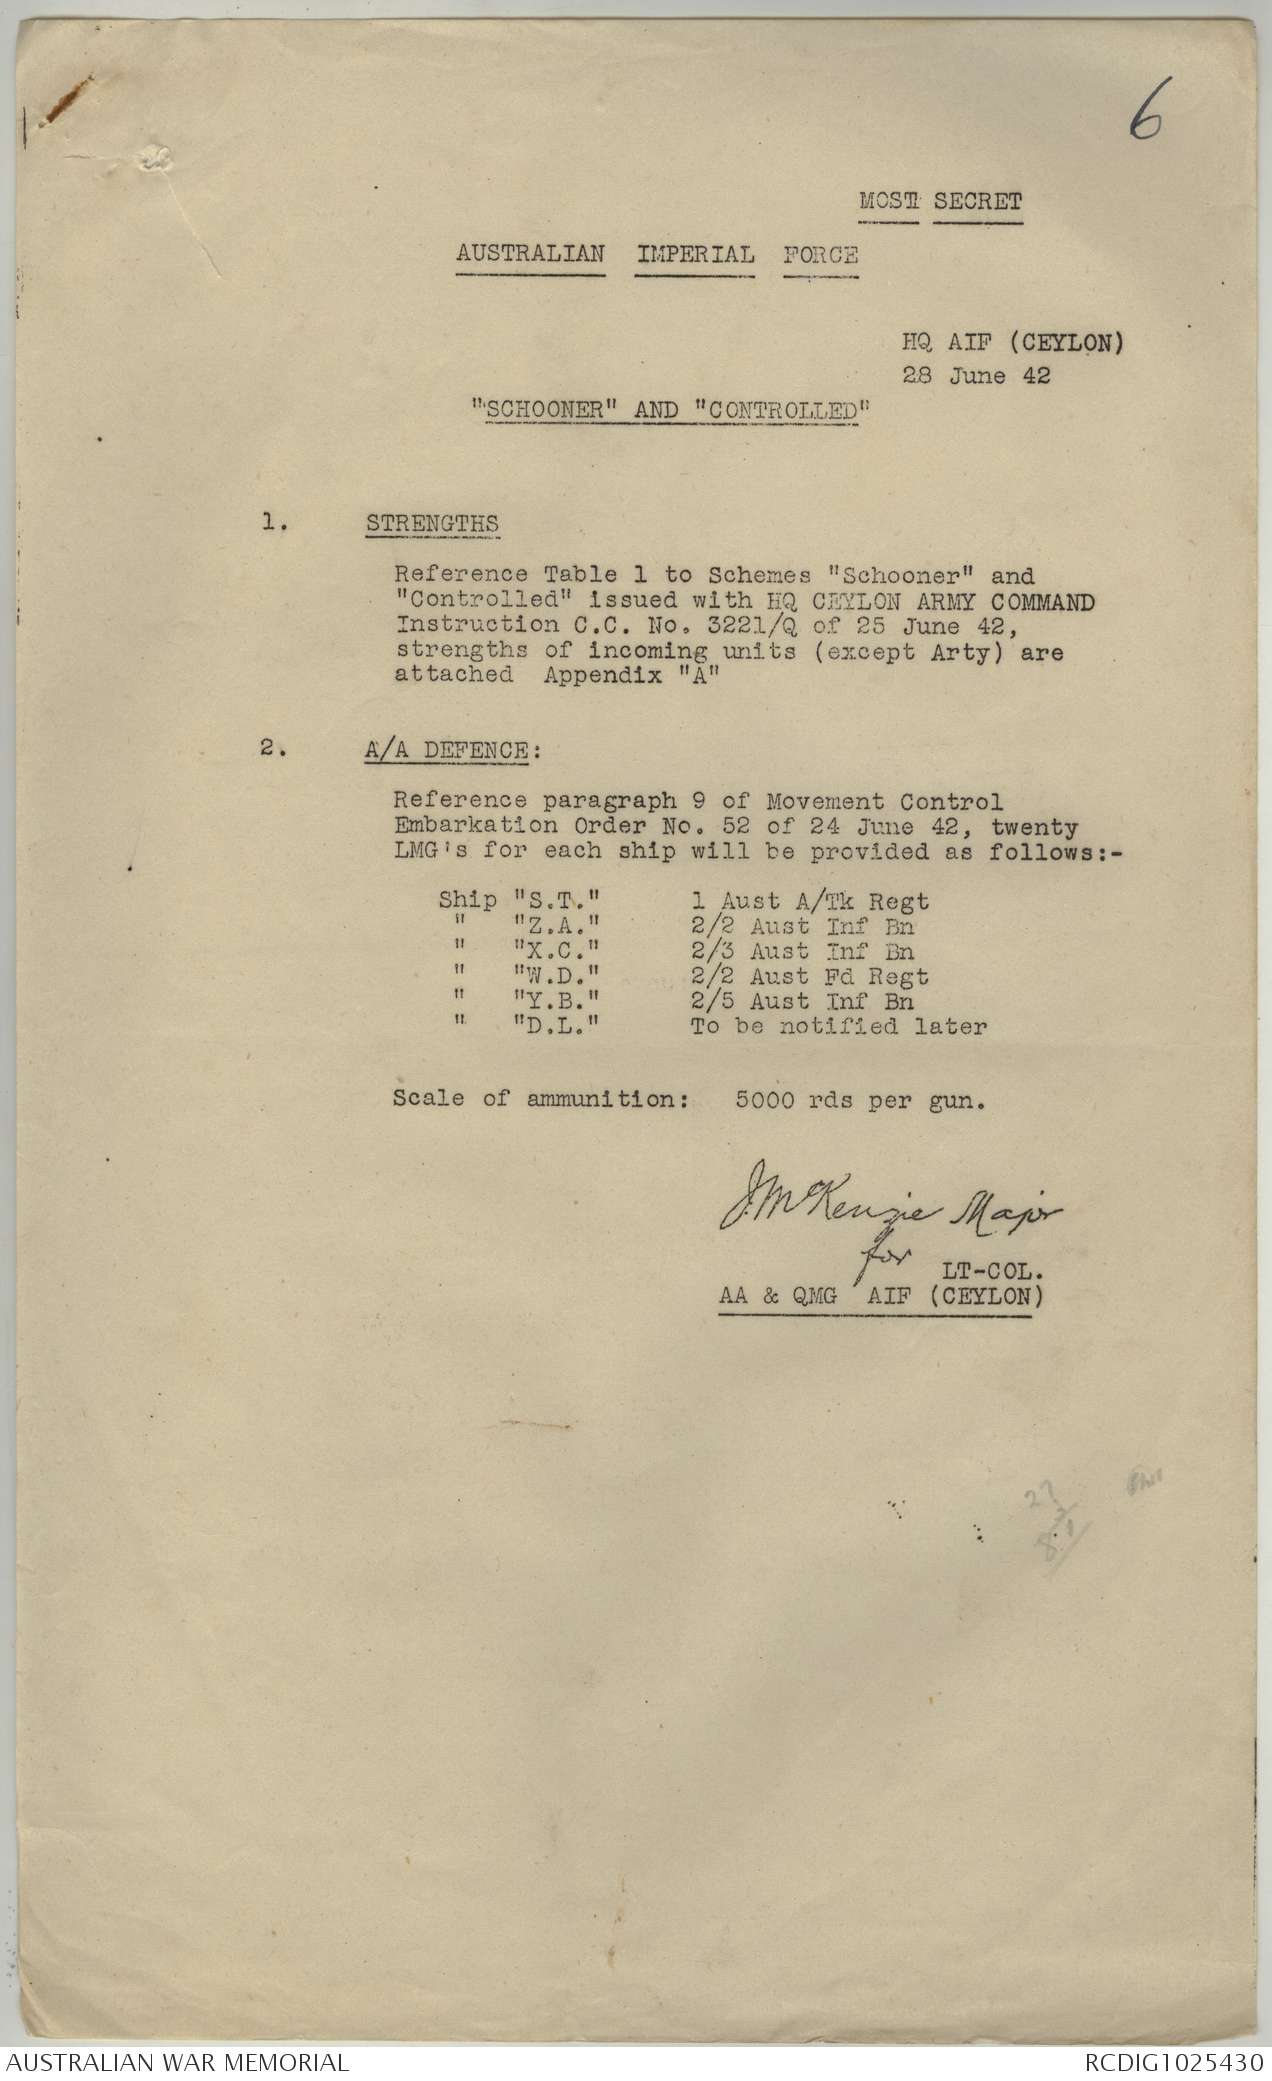 6
MOST SECRET
AUSTRALIAN IMPERIAL FORCE
HQ AIF (CEYLON)
28 June 42
"SCHOONER" AND "CONTROLLED"
1. STRENGTHS
Reference Table 1 to Schemes "Schooner" and
"Controlled" issued with HQ CEYLON ARMY COMMAND
Instruction C.C. No. 3221/Q of 25 June 42,
strengths of incoming units (except Arty) are
attached Appendix "A"
2. A/A DEFENCE:
Reference paragraph 9 of Movement Control
Embarkation Order No. 52 of 24 June 42, twenty
LMG's for each ship will be provided as follows:-
Ship "S.T." 1 Aust A/Tk Regt
" "Z.A." 2/2 Aust Inf Bn
" "X.C." 2/3 Aust Inf Bn
" "W.D." 2/2 Aust Fd Regt
" "Y.B." 2/5 Aust Inf Bn
" "D.L." To be notified later
Scale of ammunition: 5000 rds per gun.
J. McKenzie Major
for LT-COL.
AA & QMG AIF (CEYLON)
AUSTRALIAN WAR MEMORIAL RCDIG1025430